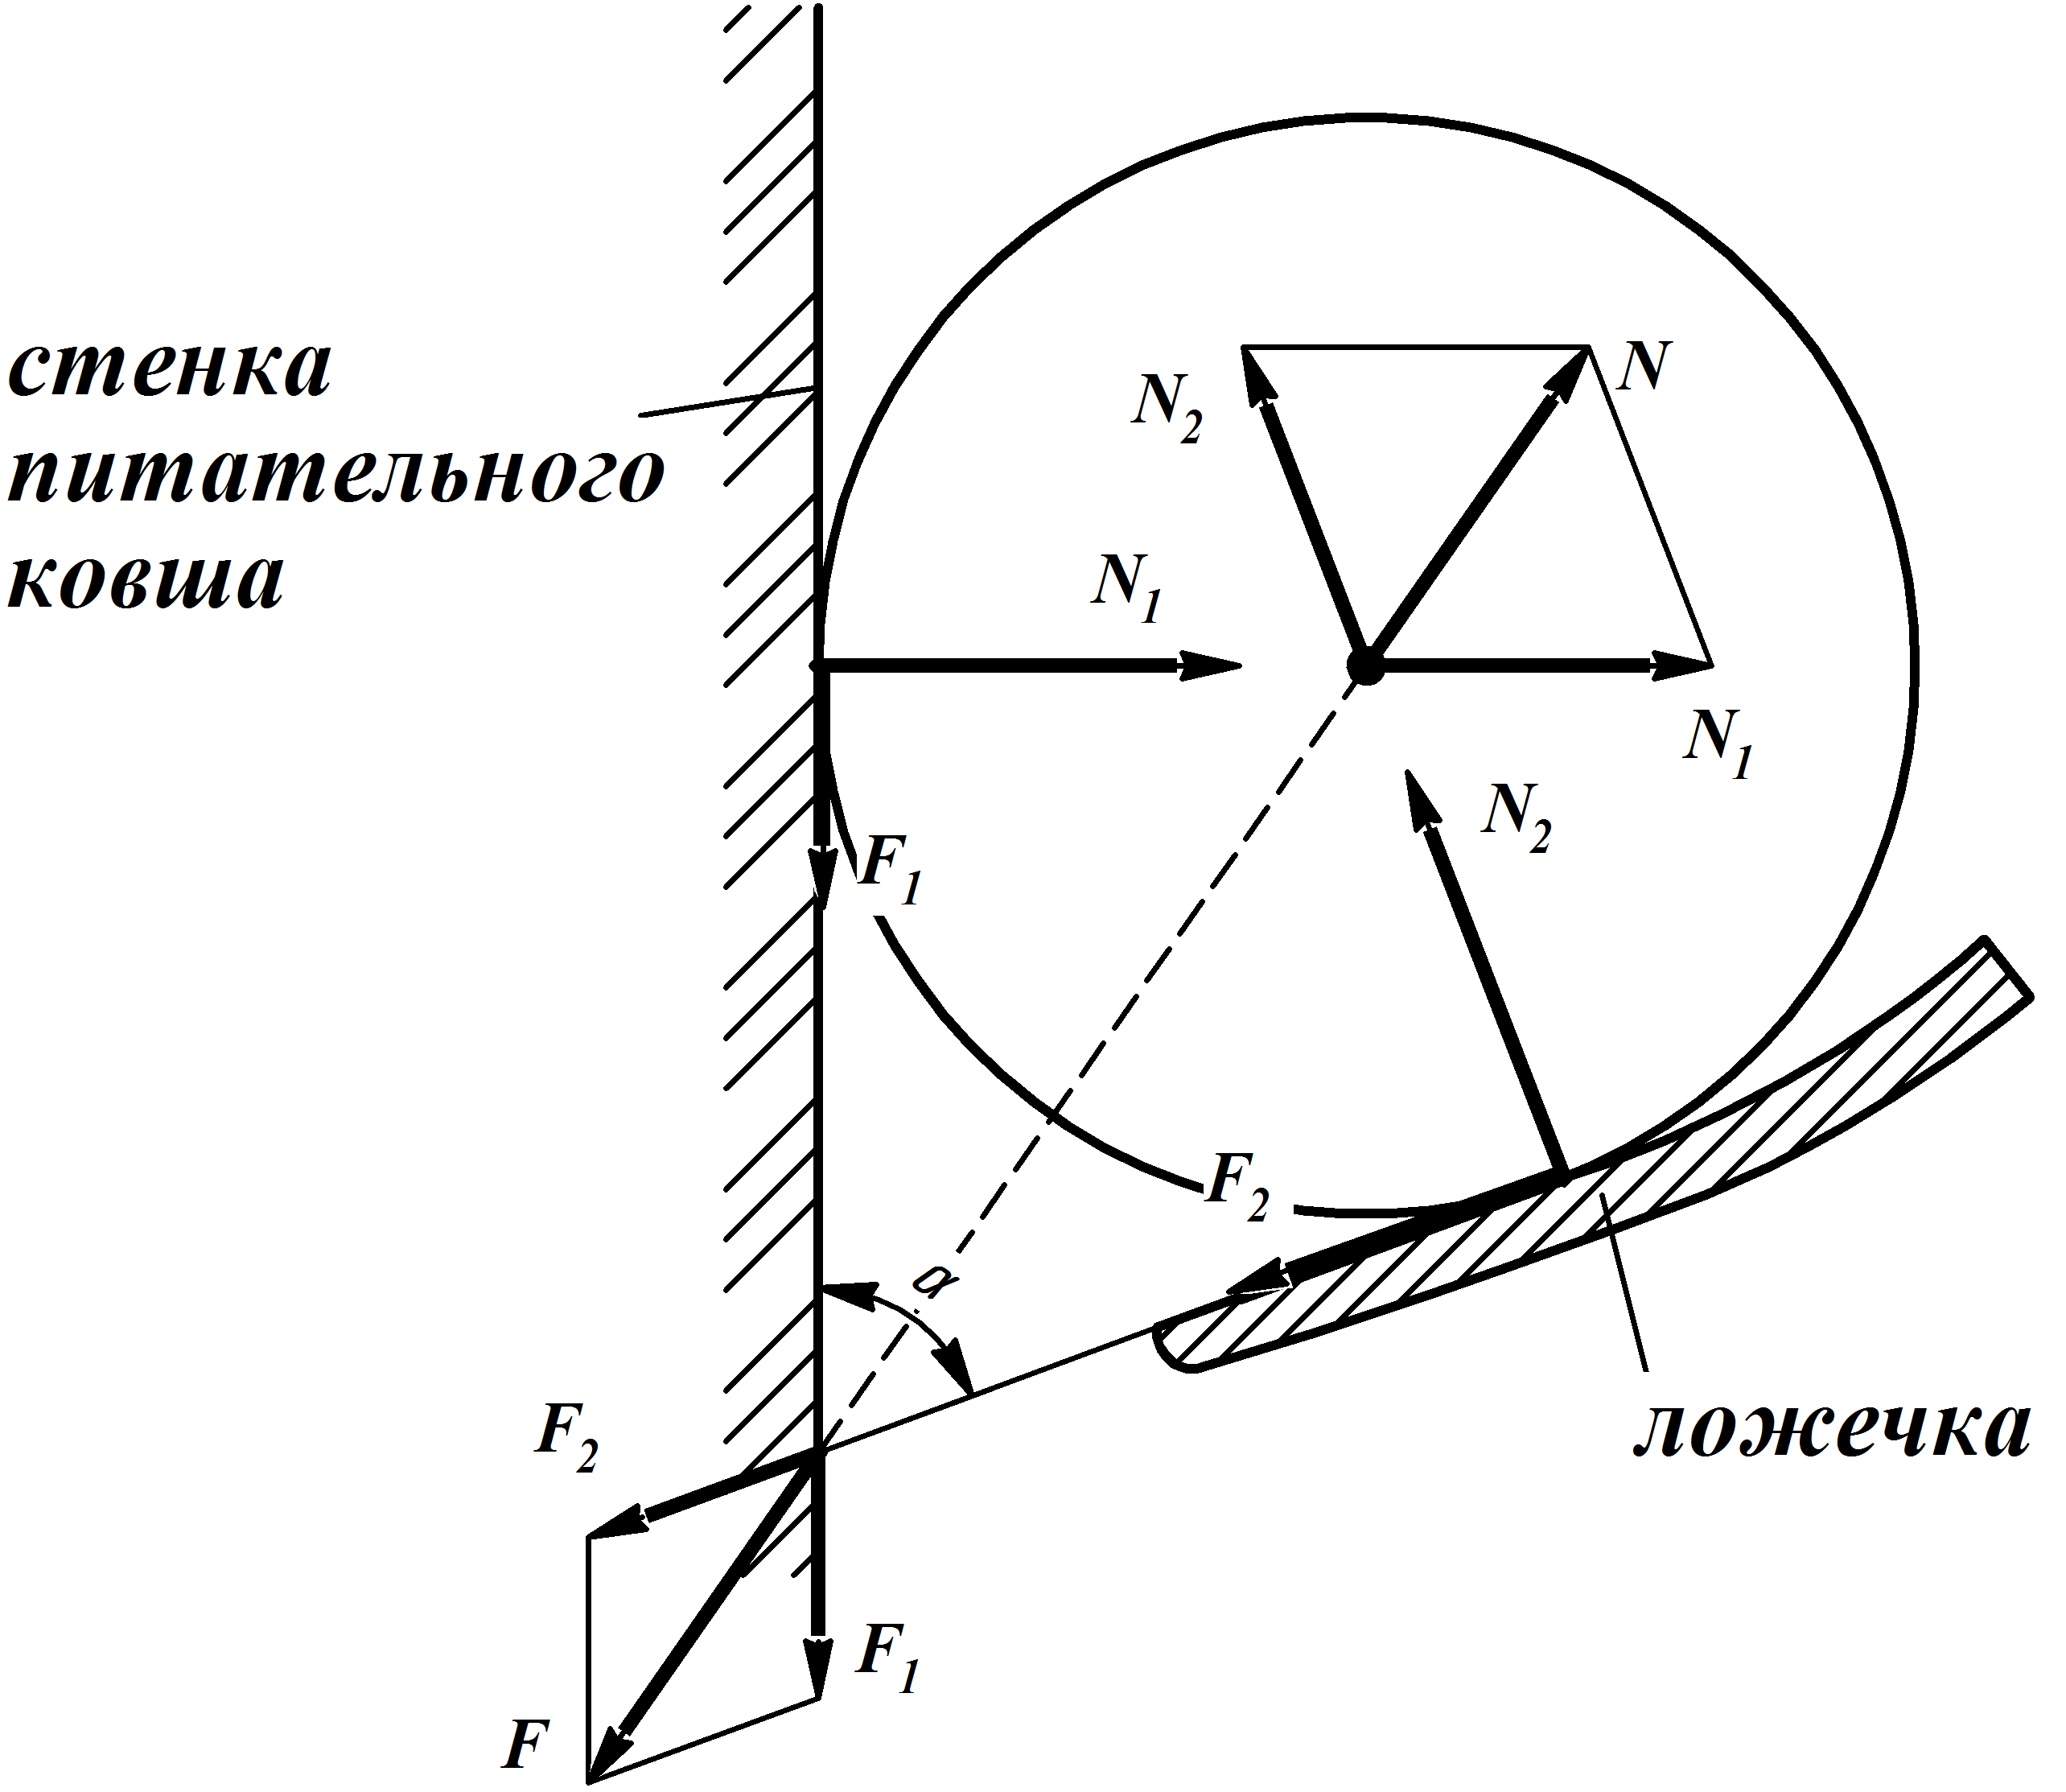 стенка
питательного
ковша
N₂
N
N₁
N₁
N₂
F₁
F₂
α
F₂
ложечка
F₁
F